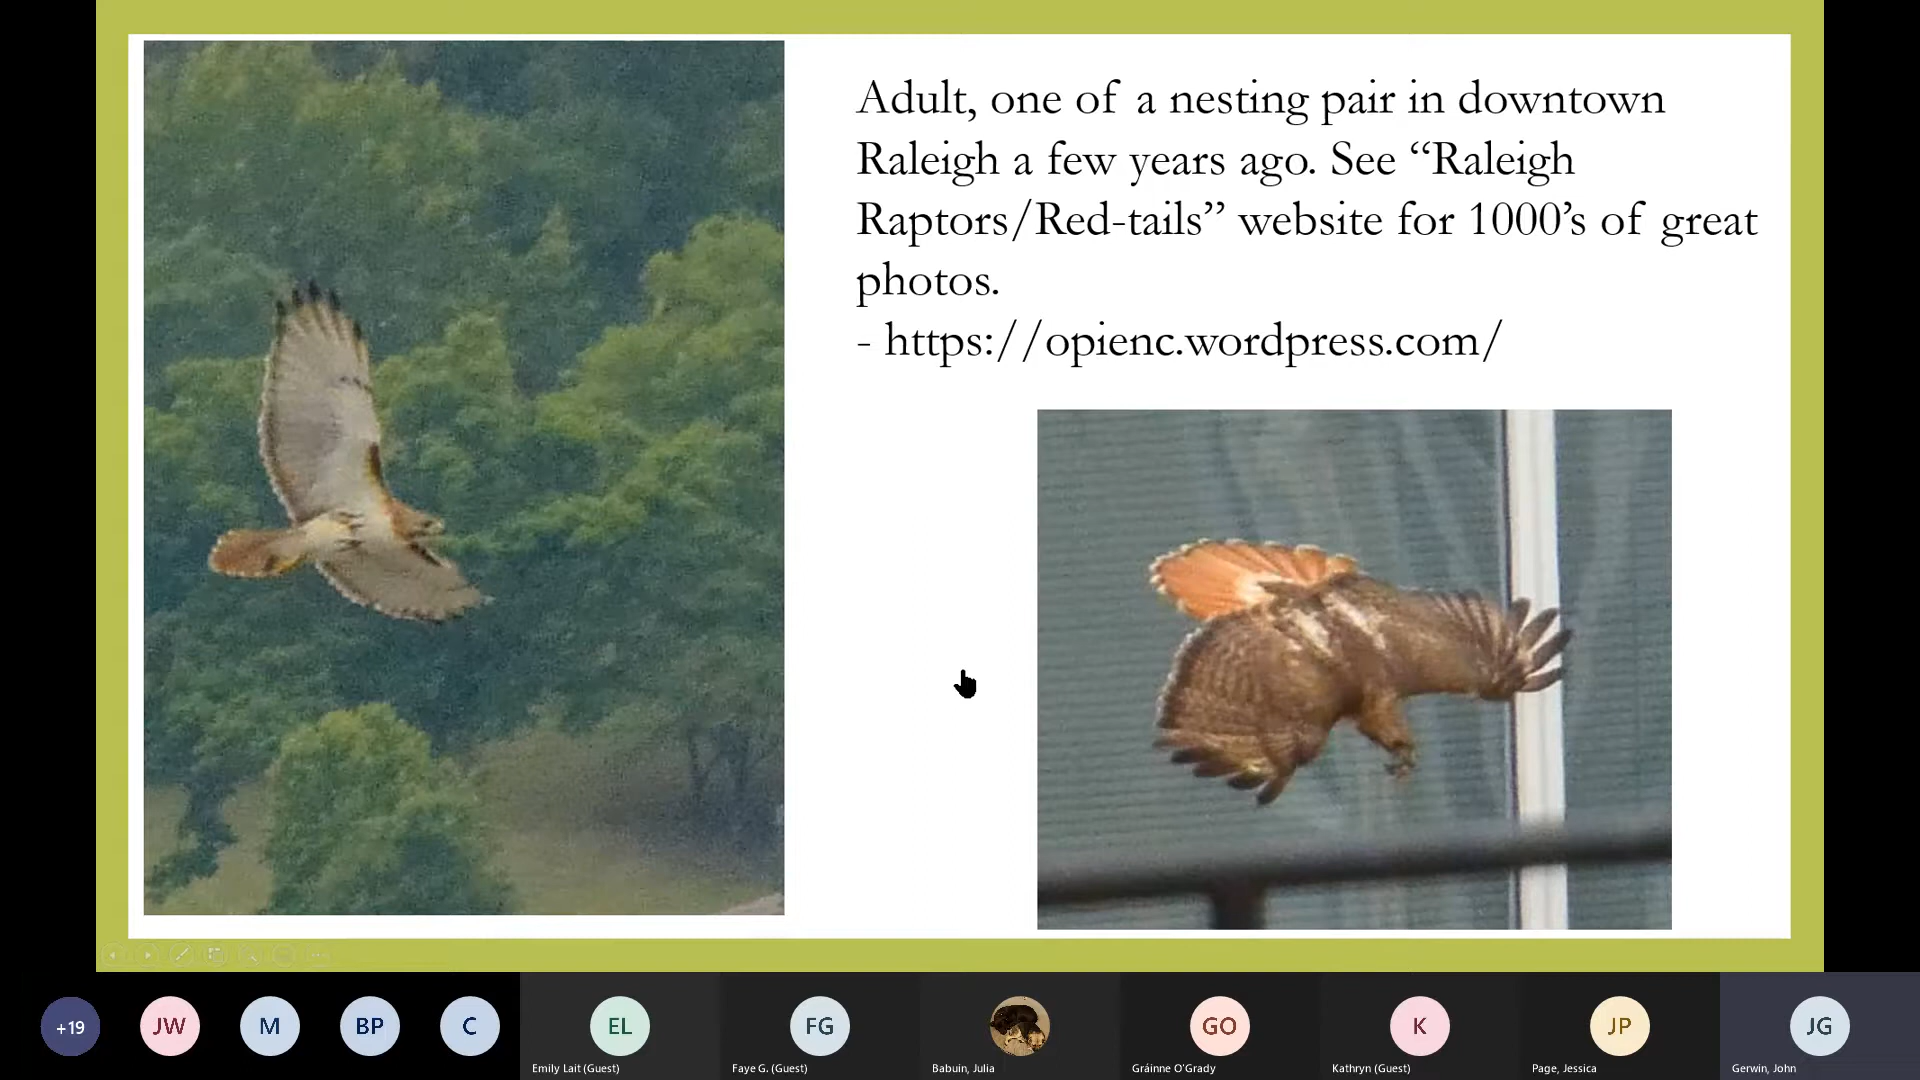 Adult, one of a nesting pair in downtown
Raleigh a few years ago. See “Raleigh
Raptors/Red-tails” website for 1000’s of great
photos.
- https://opienc.wordpress.com/
+19
JW
M
BP
C
EL
FG
GO
K
JP
JG
Emily Lait (Guest)
Faye G. (Guest)
Babuin, Julia
Gráinne O'Grady
Kathryn (Guest)
Page, Jessica
Gerwin, John